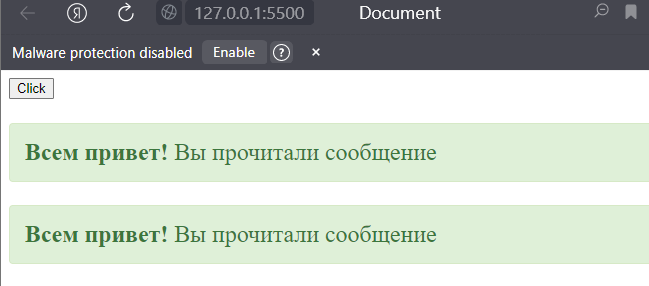 Я 127.0.0.1:5500 Document
Malware protection disabled Enable ? ×
Click
Всем привет! Вы прочитали сообщение
Всем привет! Вы прочитали сообщение